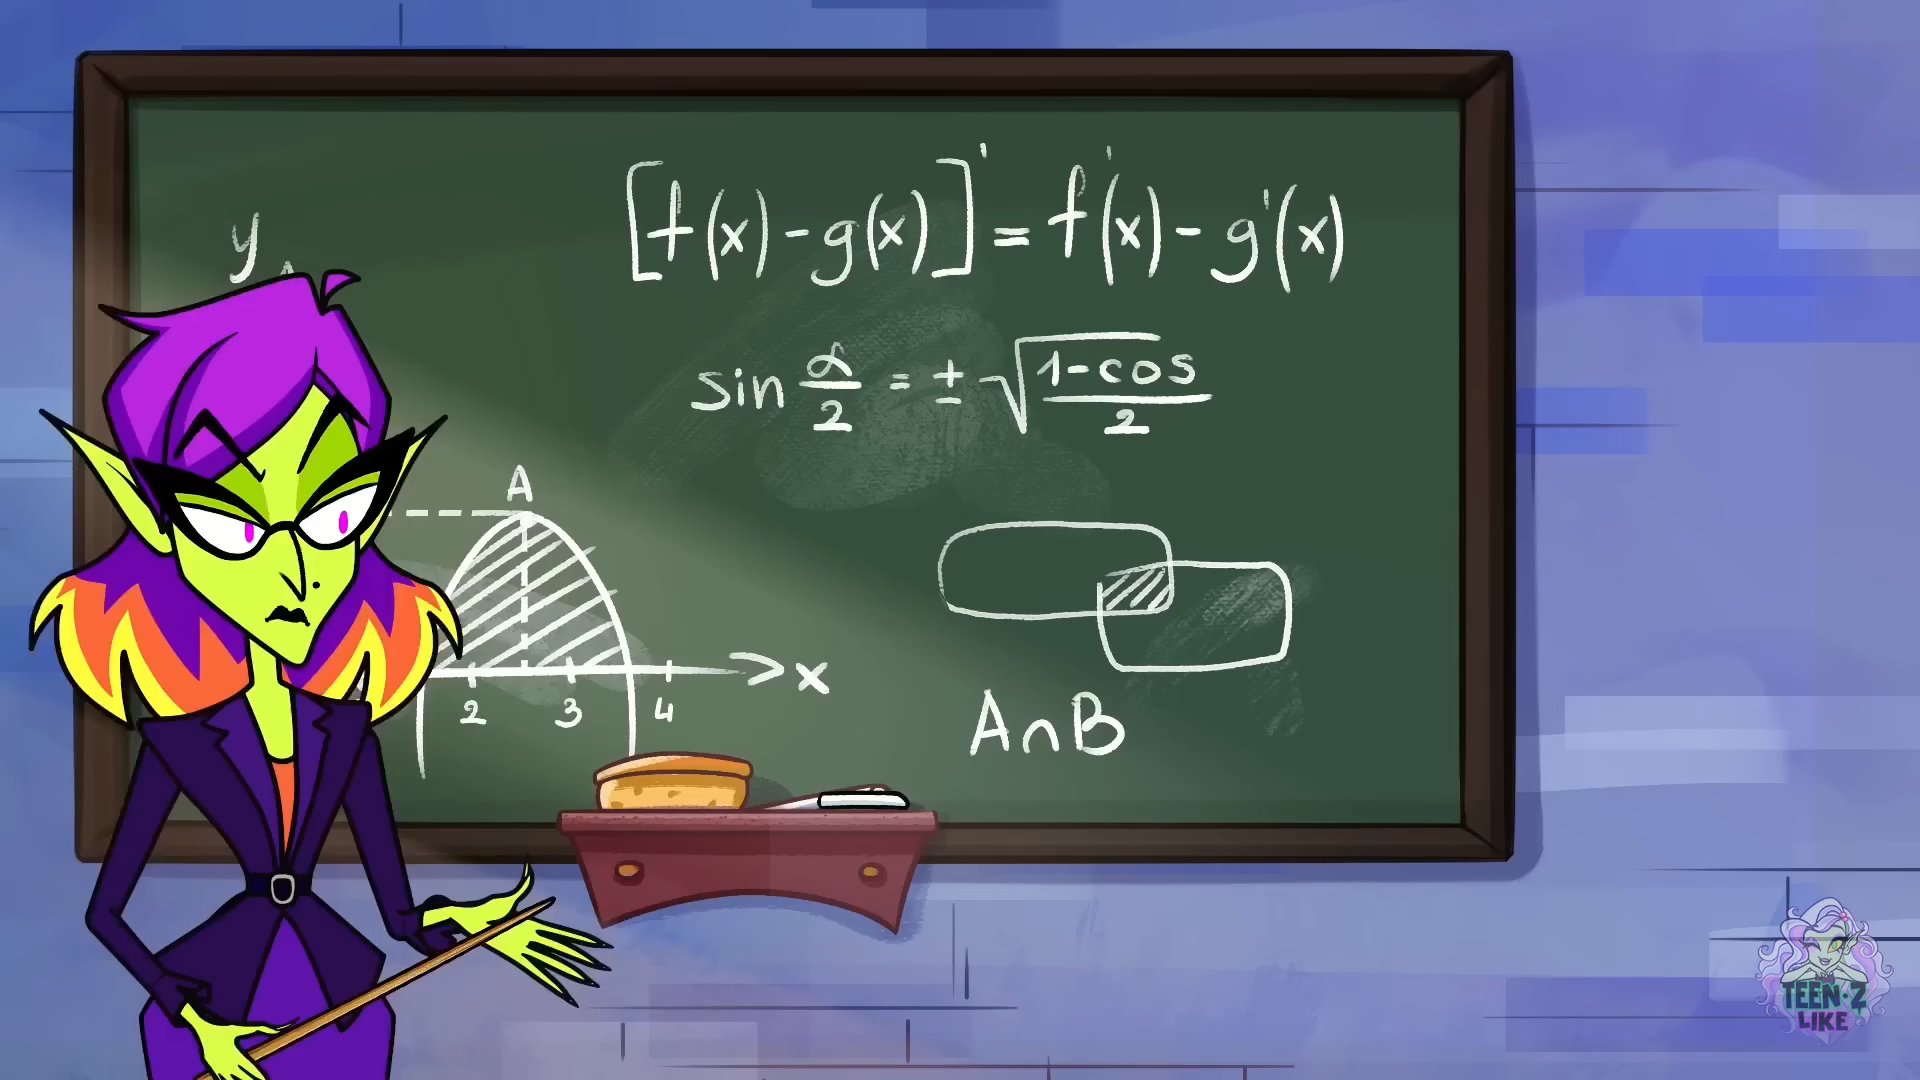 [f(x)-g(x)]'=f'(x)-g'(x)
y
sin α/2 = ± √(1-cos/2)
A
x
2 3 4
A∩B
TEEN-Z
LIKE